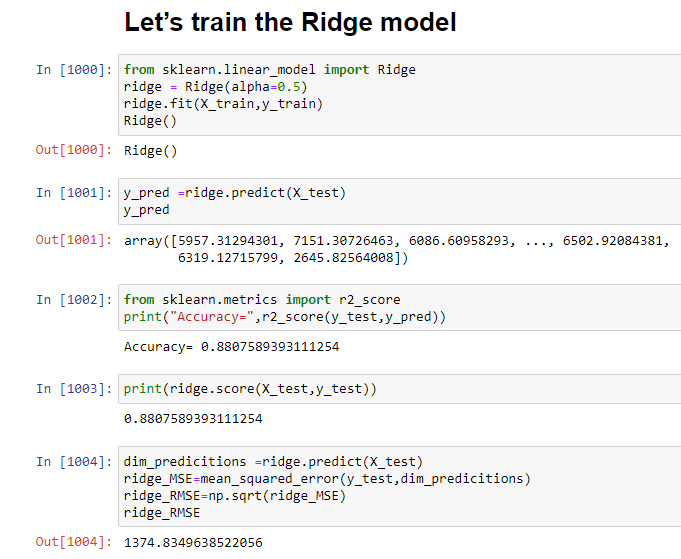 Let’s train the Ridge model
In [1000]: from sklearn.linear_model import Ridge
ridge = Ridge(alpha=0.5)
ridge.fit(X_train,y_train)
Ridge()
Out[1000]: Ridge()
In [1001]: y_pred =ridge.predict(X_test)
y_pred
Out[1001]: array([5957.31294301, 7151.30726463, 6086.60958293, ..., 6502.92084381,
6319.12715799, 2645.82564008])
In [1002]: from sklearn.metrics import r2_score
print("Accuracy=",r2_score(y_test,y_pred))
Accuracy= 0.8807589393111254
In [1003]: print(ridge.score(X_test,y_test))
0.8807589393111254
In [1004]: dim_predicitions =ridge.predict(X_test)
ridge_MSE=mean_squared_error(y_test,dim_predicitions)
ridge_RMSE=np.sqrt(ridge_MSE)
ridge_RMSE
Out[1004]: 1374.8349638522056